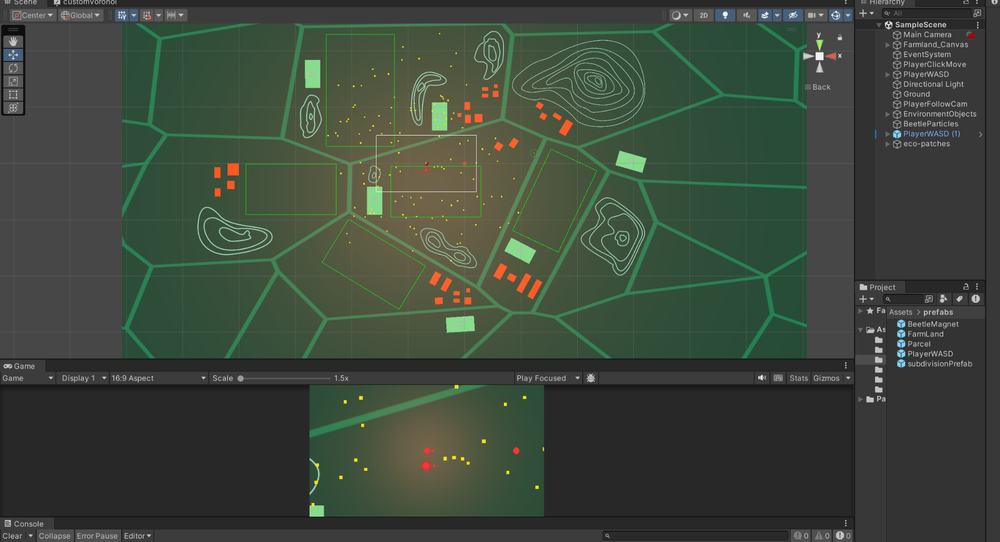 Scene
customVoronoi
Hierarchy
Center
Global
2D
All
SampleScene
Main Camera
Farmland_Canvas
EventSystem
PlayerClickMove
PlayerWASD
Directional Light
Ground
PlayerFollowCam
EnvironmentObjects
BeetleParticles
PlayerWASD (1)
eco-patches
y
x
Back
Project
Fa
Assets > prefabs
As
BeetleMagnet
FarmLand
Parcel
PlayerWASD
subdivisionPrefab
Pa
Game
Game
Display 1
16:9 Aspect
Scale
1.5x
Play Focused
Stats
Gizmos
Console
Clear
Collapse
Error Pause
Editor
0
0
0